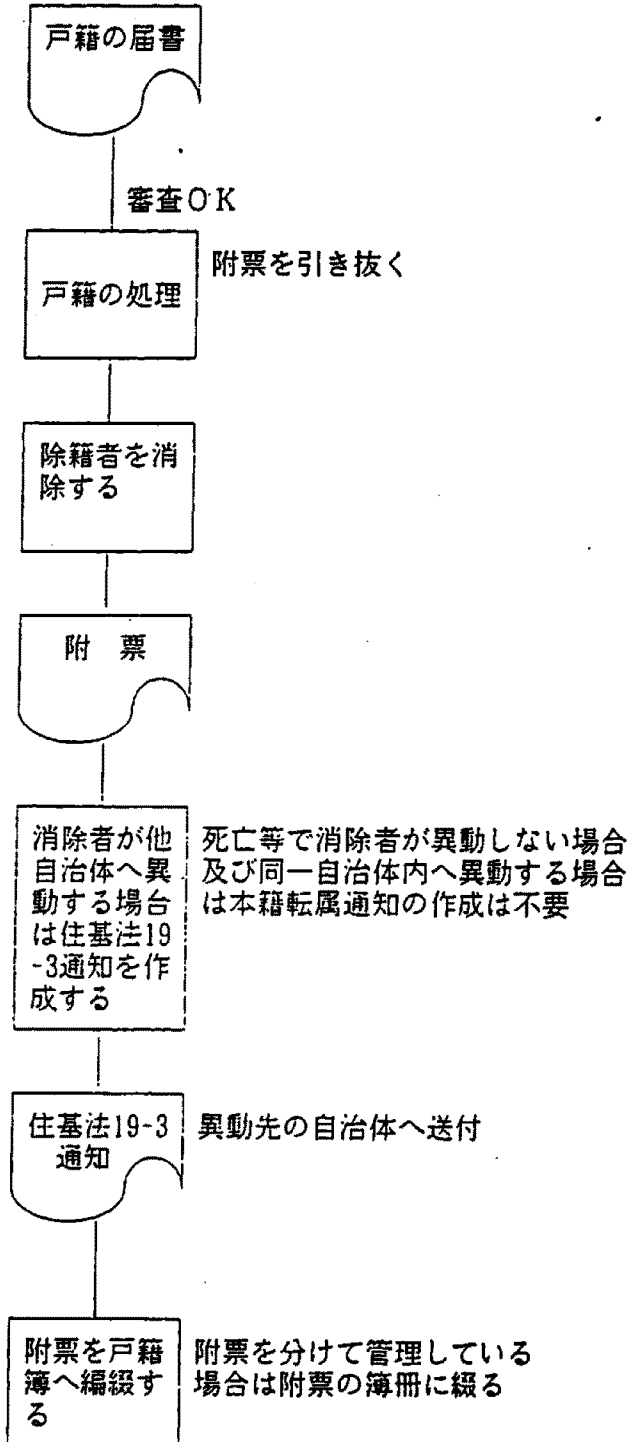 戸籍の届書
審査OK
戸籍の処理
附票を引き抜く
除籍者を消
除する
附 票
消除者が他
自治体へ異
動する場合
は住基法19
-3通知を作
成する
死亡等で消除者が異動しない場合
及び同一自治体内へ異動する場合
は本籍転属通知の作成は不要
住基法19-3
通知
異動先の自治体へ送付
附票を戸籍
簿へ編綴す
る
附票を分けて管理している
場合は附票の簿冊に綴る